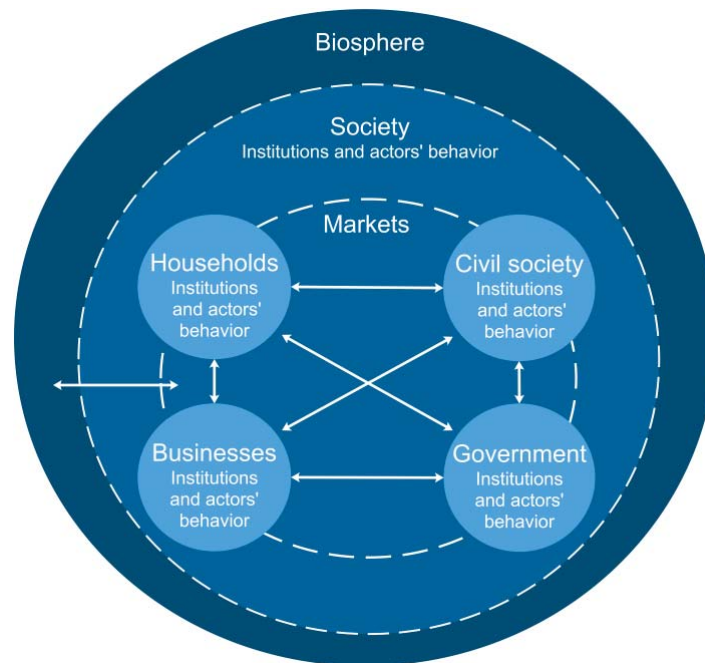 Biosphere
Society
Institutions and actors' behavior
Markets
Households
Institutions
and actors'
behavior
Civil society
Institutions
and actors'
behavior
Businesses
Institutions
and actors'
behavior
Government
Institutions
and actors'
behavior